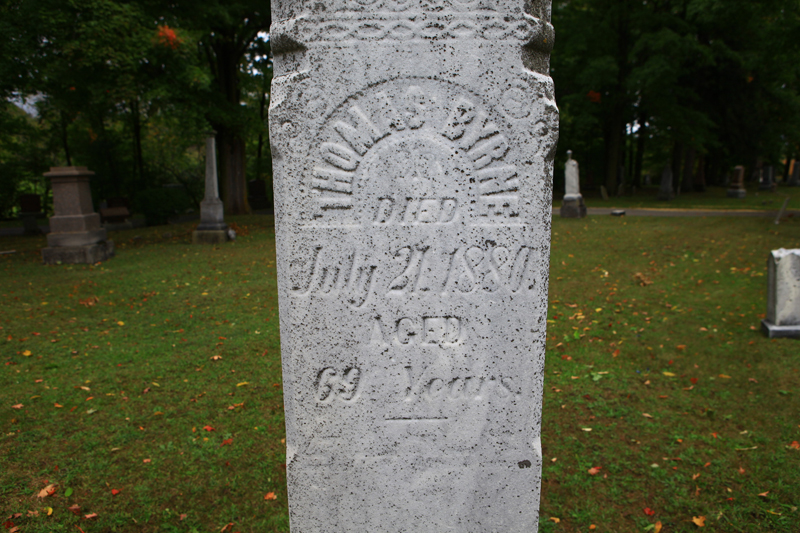 THOMAS BYRNE
DIED
July 21, 1880.
AGED
69 Years.